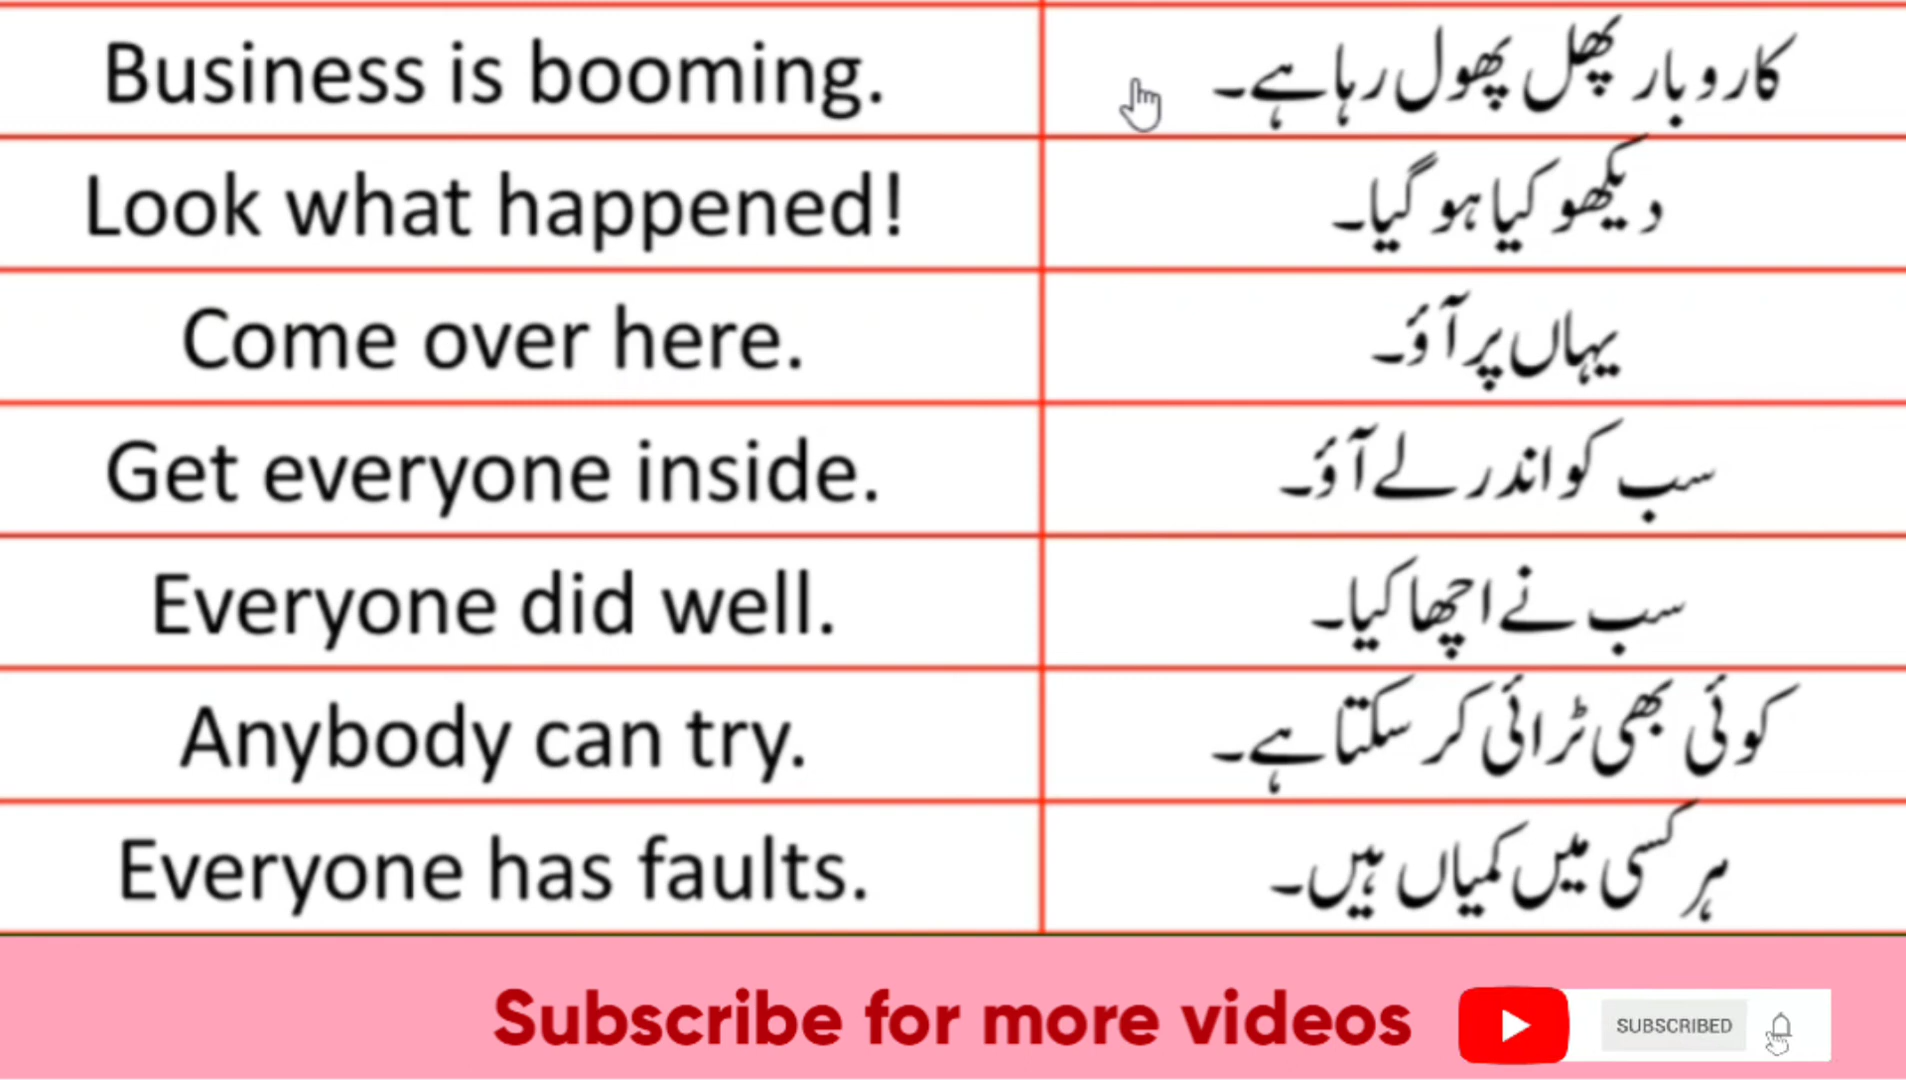 Business is booming. کاروبار پھل پھول رہا ہے۔
Look what happened! دیکھو کیا ہو گیا۔
Come over here. یہاں پر آؤ۔
Get everyone inside. سب کو اندر لے آؤ۔
Everyone did well. سب نے اچھا کیا۔
Anybody can try. کوئی بھی ٹرائی کر سکتا ہے۔
Everyone has faults. ہر کسی میں کمیاں ہیں۔
Subscribe for more videos SUBSCRIBED